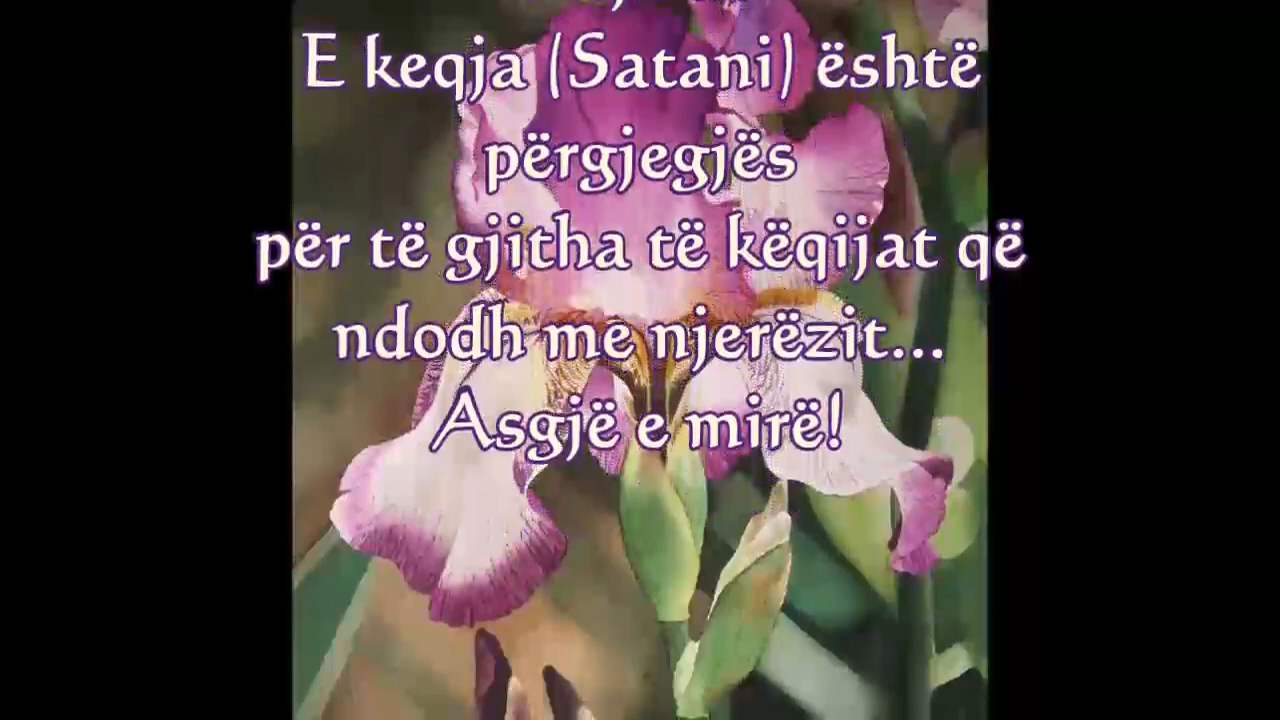 E keqja (Satani) është
përgjegjës
për të gjitha të këqijat që
ndodh me njerëzit...
Asgjë e mirë!